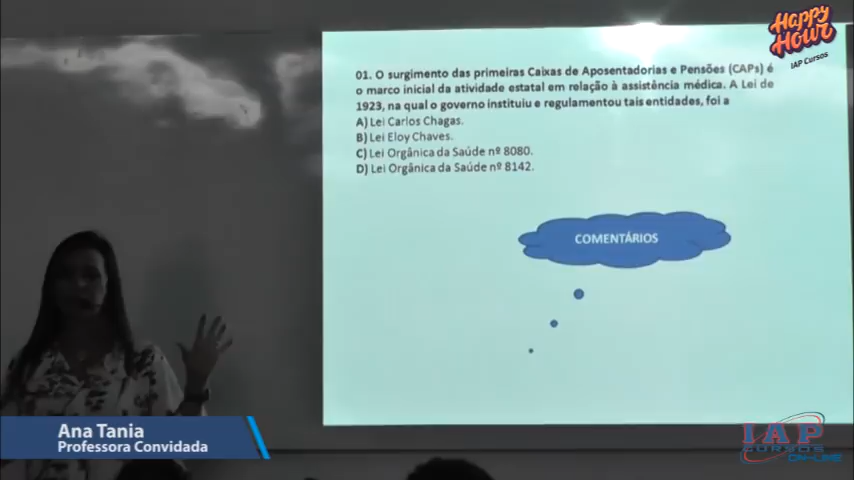 Happy
Hour
IAP Cursos
01. O surgimento das primeiras Caixas de Aposentadorias e Pensões (CAPs) é
o marco inicial da atividade estatal em relação à assistência médica. A Lei de
1923, na qual o governo instituiu e regulamentou tais entidades, foi a
A) Lei Carlos Chagas.
B) Lei Eloy Chaves.
C) Lei Orgânica da Saúde nº 8080.
D) Lei Orgânica da Saúde nº 8142.
COMENTÁRIOS
Ana Tania
Professora Convidada
IAP
CURSOS
ON-LINE